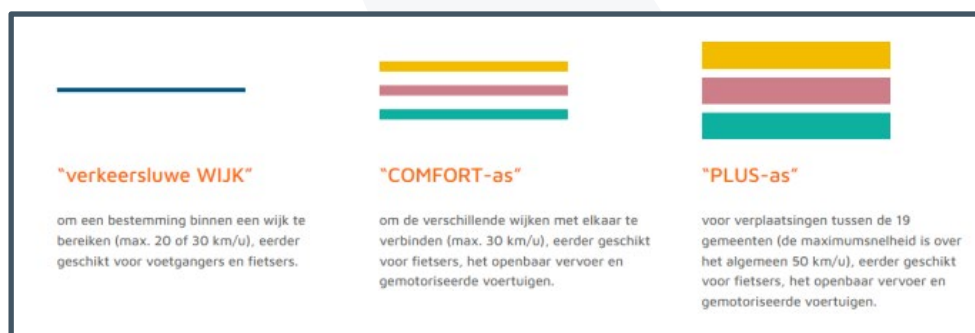 "verkeersluwe WIJK"
om een bestemming binnen een wijk te
bereiken (max. 20 of 30 km/u), eerder
geschikt voor voetgangers en fietsers.
"COMFORT-as"
om de verschillende wijken met elkaar te
verbinden (max. 30 km/u), eerder geschikt
voor fietsers, het openbaar vervoer en
gemotoriseerde voertuigen.
"PLUS-as"
voor verplaatsingen tussen de 19
gemeenten (de maximumsnelheid is over
het algemeen 50 km/u), eerder geschikt
voor fietsers, het openbaar vervoer en
gemotoriseerde voertuigen.